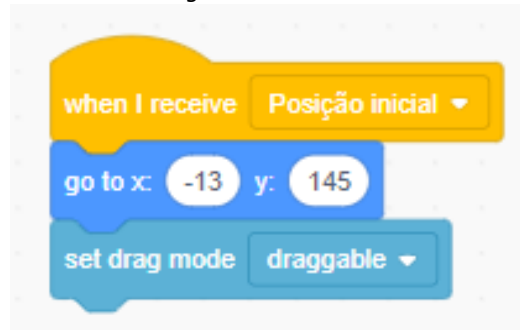 when I receive Posição inicial
go to x: -13 y: 145
set drag mode draggable